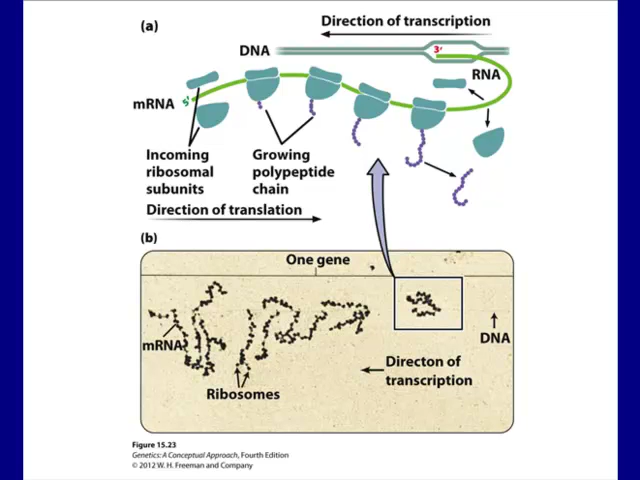 (a)
Direction of transcription
DNA
3′
RNA
mRNA
5′
Incoming
ribosomal
subunits
Growing
polypeptide
chain
Direction of translation
(b)
One gene
mRNA
DNA
Directon of
transcription
Ribosomes
Figure 15.23
Genetics: A Conceptual Approach, Fourth Edition
© 2012 W. H. Freeman and Company